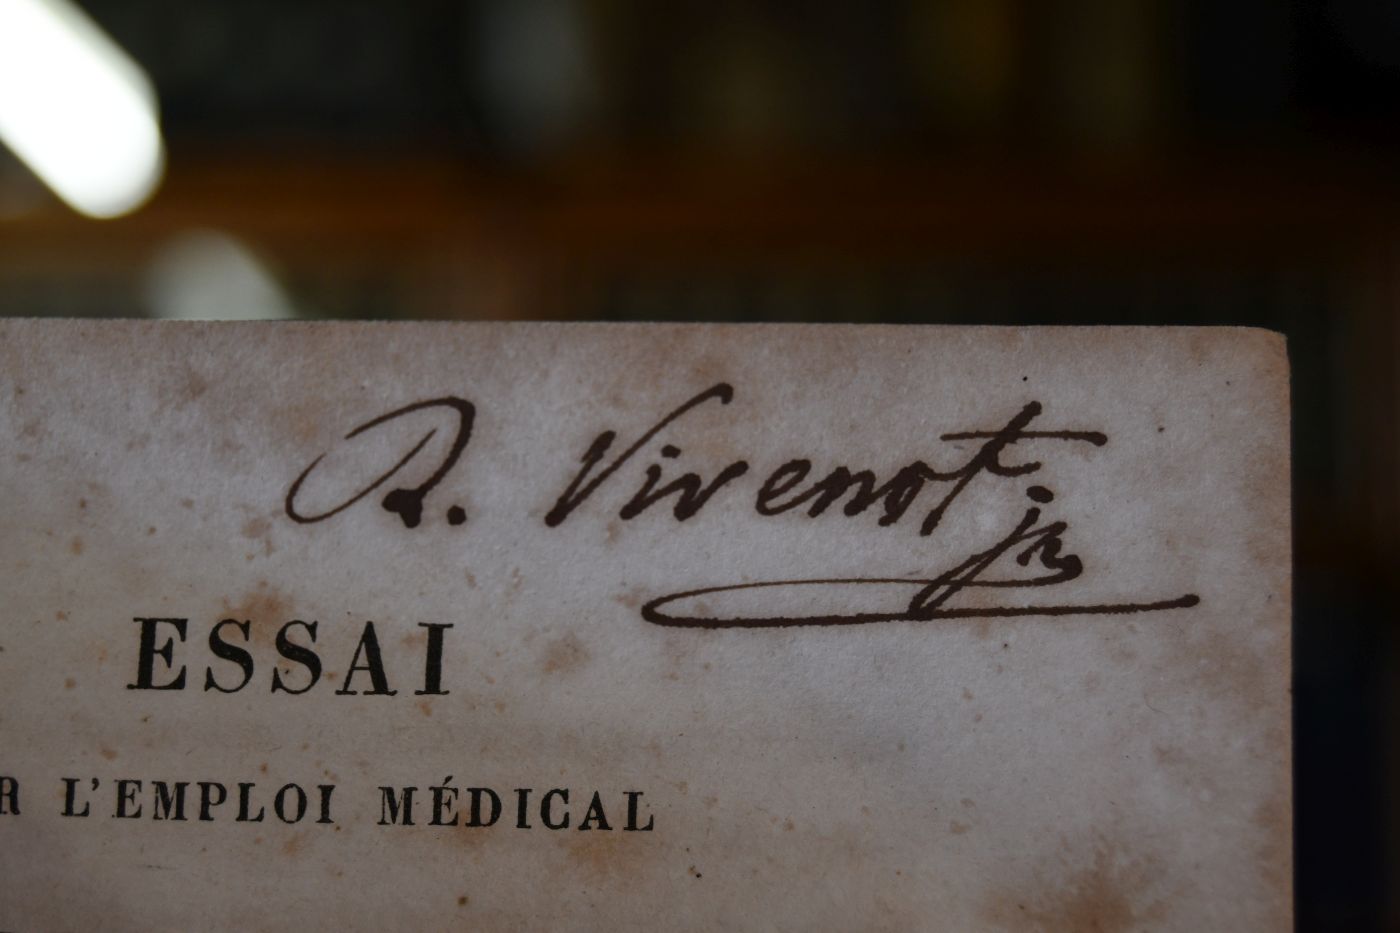 R. Vivenot jr
ESSAI
R L'EMPLOI MÉDICAL